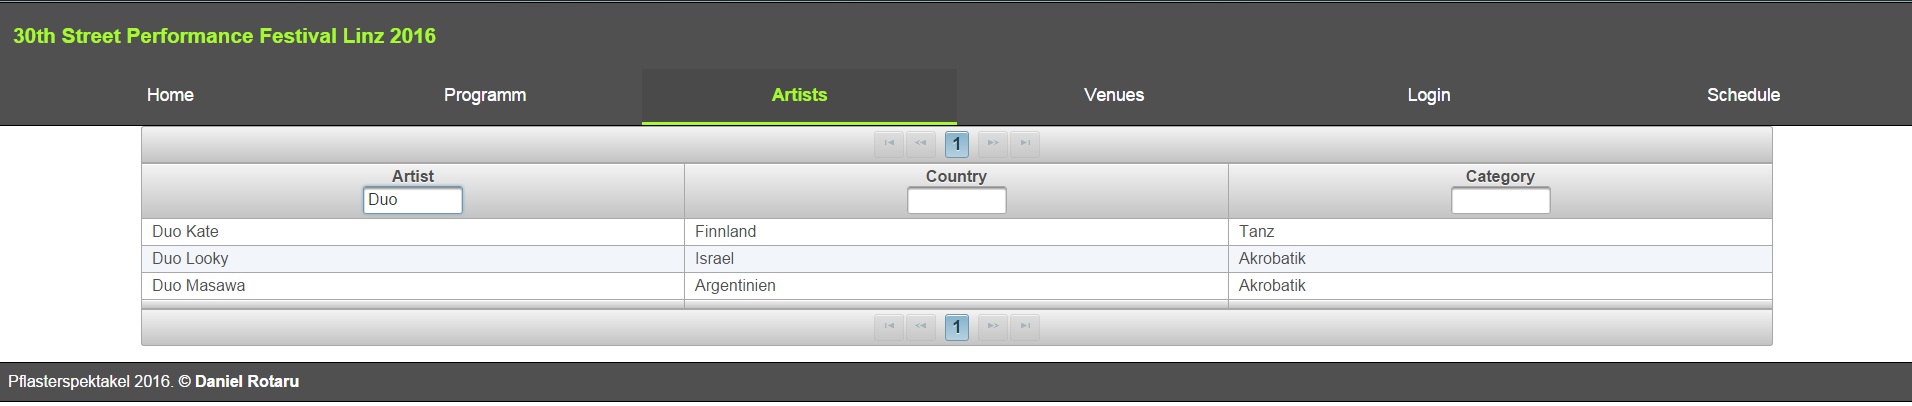 30th Street Performance Festival Linz 2016
Home Programm Artists Venues Login Schedule
1
Artist Country Category
Duo
Duo Kate Finnland Tanz
Duo Looky Israel Akrobatik
Duo Masawa Argentinien Akrobatik
1
Pflasterspektakel 2016. © Daniel Rotaru